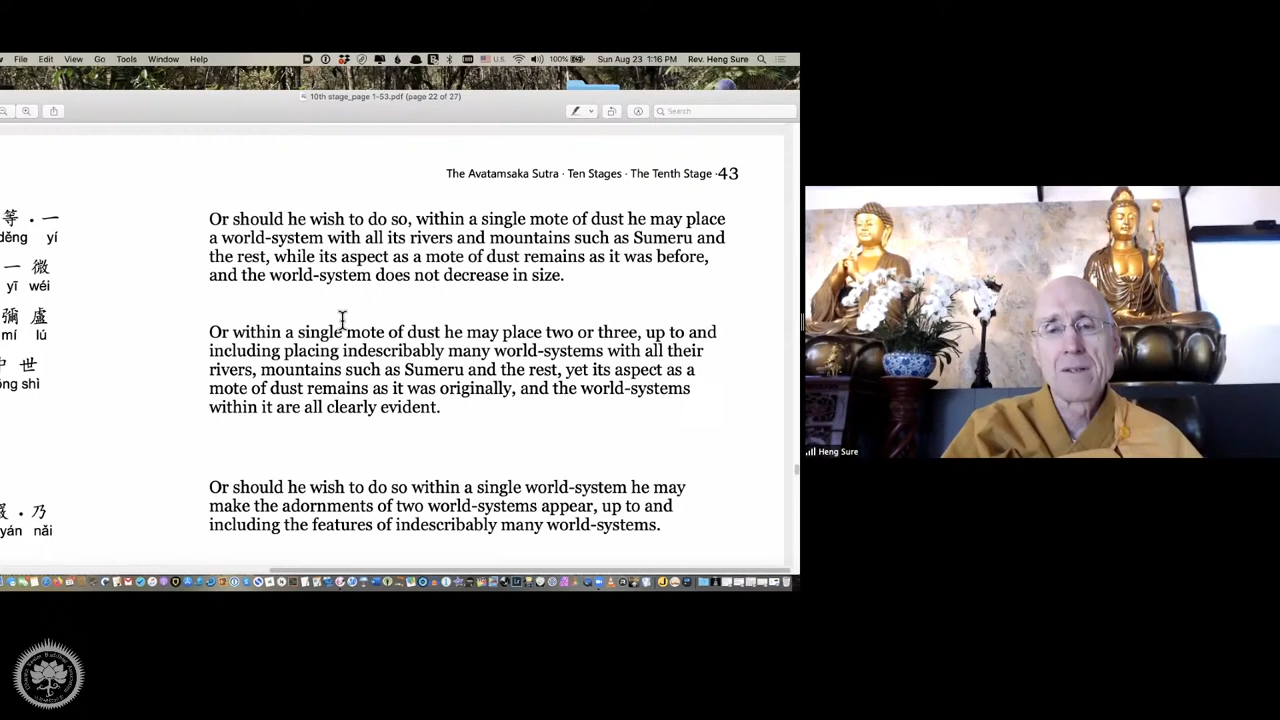 File Edit View Go Tools Window Help
U.S. 100% Sun Aug 23 1:16 PM Rev. Heng Sure
10th stage_page 1-53.pdf (page 22 of 27)
Search
The Avatamsaka Sutra · Ten Stages · The Tenth Stage ·43
等 · 一
děng yí
一 微
yī wéi
彌 盧
mí lú
世
ōng shì
Or should he wish to do so, within a single mote of dust he may place
a world-system with all its rivers and mountains such as Sumeru and
the rest, while its aspect as a mote of dust remains as it was before,
and the world-system does not decrease in size.
Or within a single mote of dust he may place two or three, up to and
including placing indescribably many world-systems with all their
rivers, mountains such as Sumeru and the rest, yet its aspect as a
mote of dust remains as it was originally, and the world-systems
within it are all clearly evident.
· 乃
yán nǎi
Or should he wish to do so within a single world-system he may
make the adornments of two world-systems appear, up to and
including the features of indescribably many world-systems.
Heng Sure